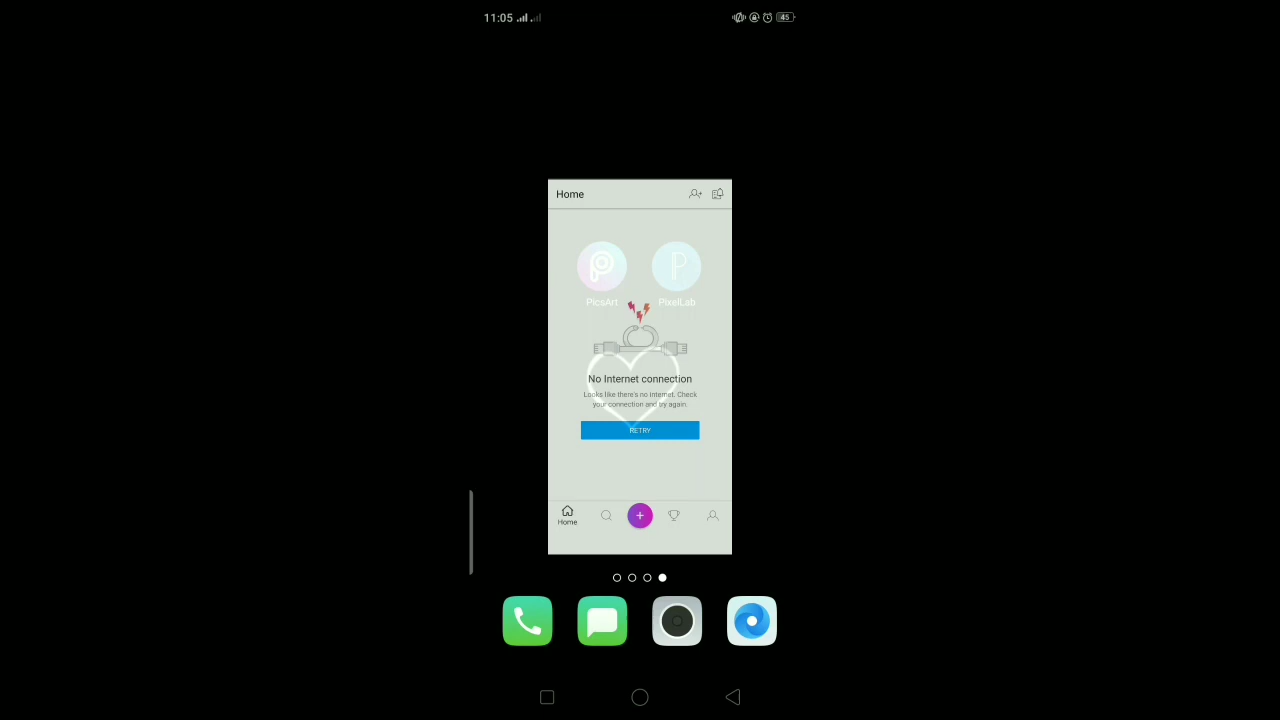 11:05
45
Home
PicsArt
PixelLab
No Internet connection
Looks like there's no internet. Check
your connection and try again.
RETRY
Home